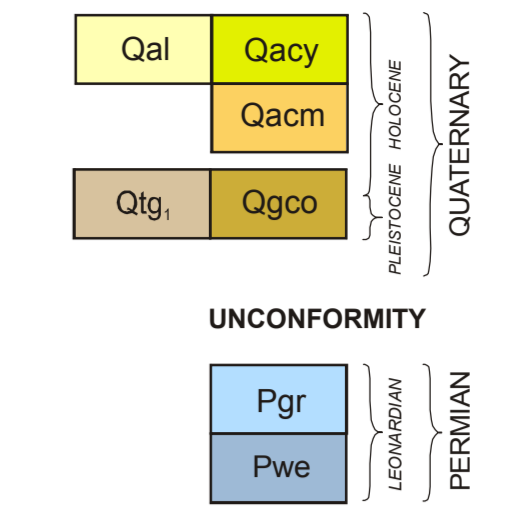 Qal Qacy
Qacm
Qtg₁ Qgco
HOLOCENE
PLEISTOCENE
QUATERNARY
UNCONFORMITY
Pgr
Pwe
LEONARDIAN
PERMIAN